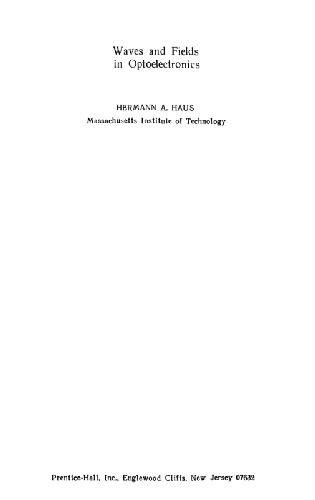 Waves and Fields
in Optoelectronics
HERMANN A. HAUS
Massachusetts Institute of Technology
Prentice-Hall, Inc., Englewood Cliffs, New Jersey 07632